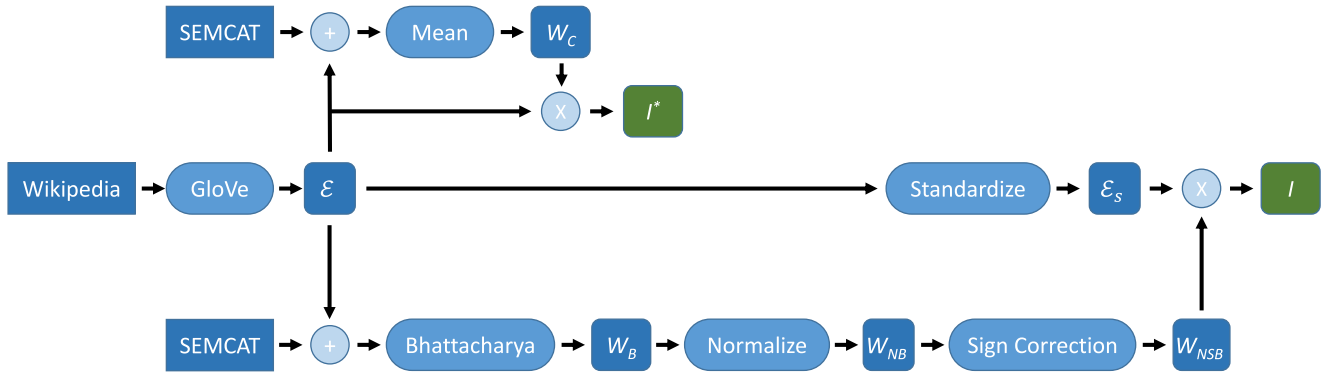 SEMCAT + Mean W_C
X I*
Wikipedia GloVe ℰ Standardize ℰ_s X I
SEMCAT + Bhattacharya W_B Normalize W_NB Sign Correction W_NSB